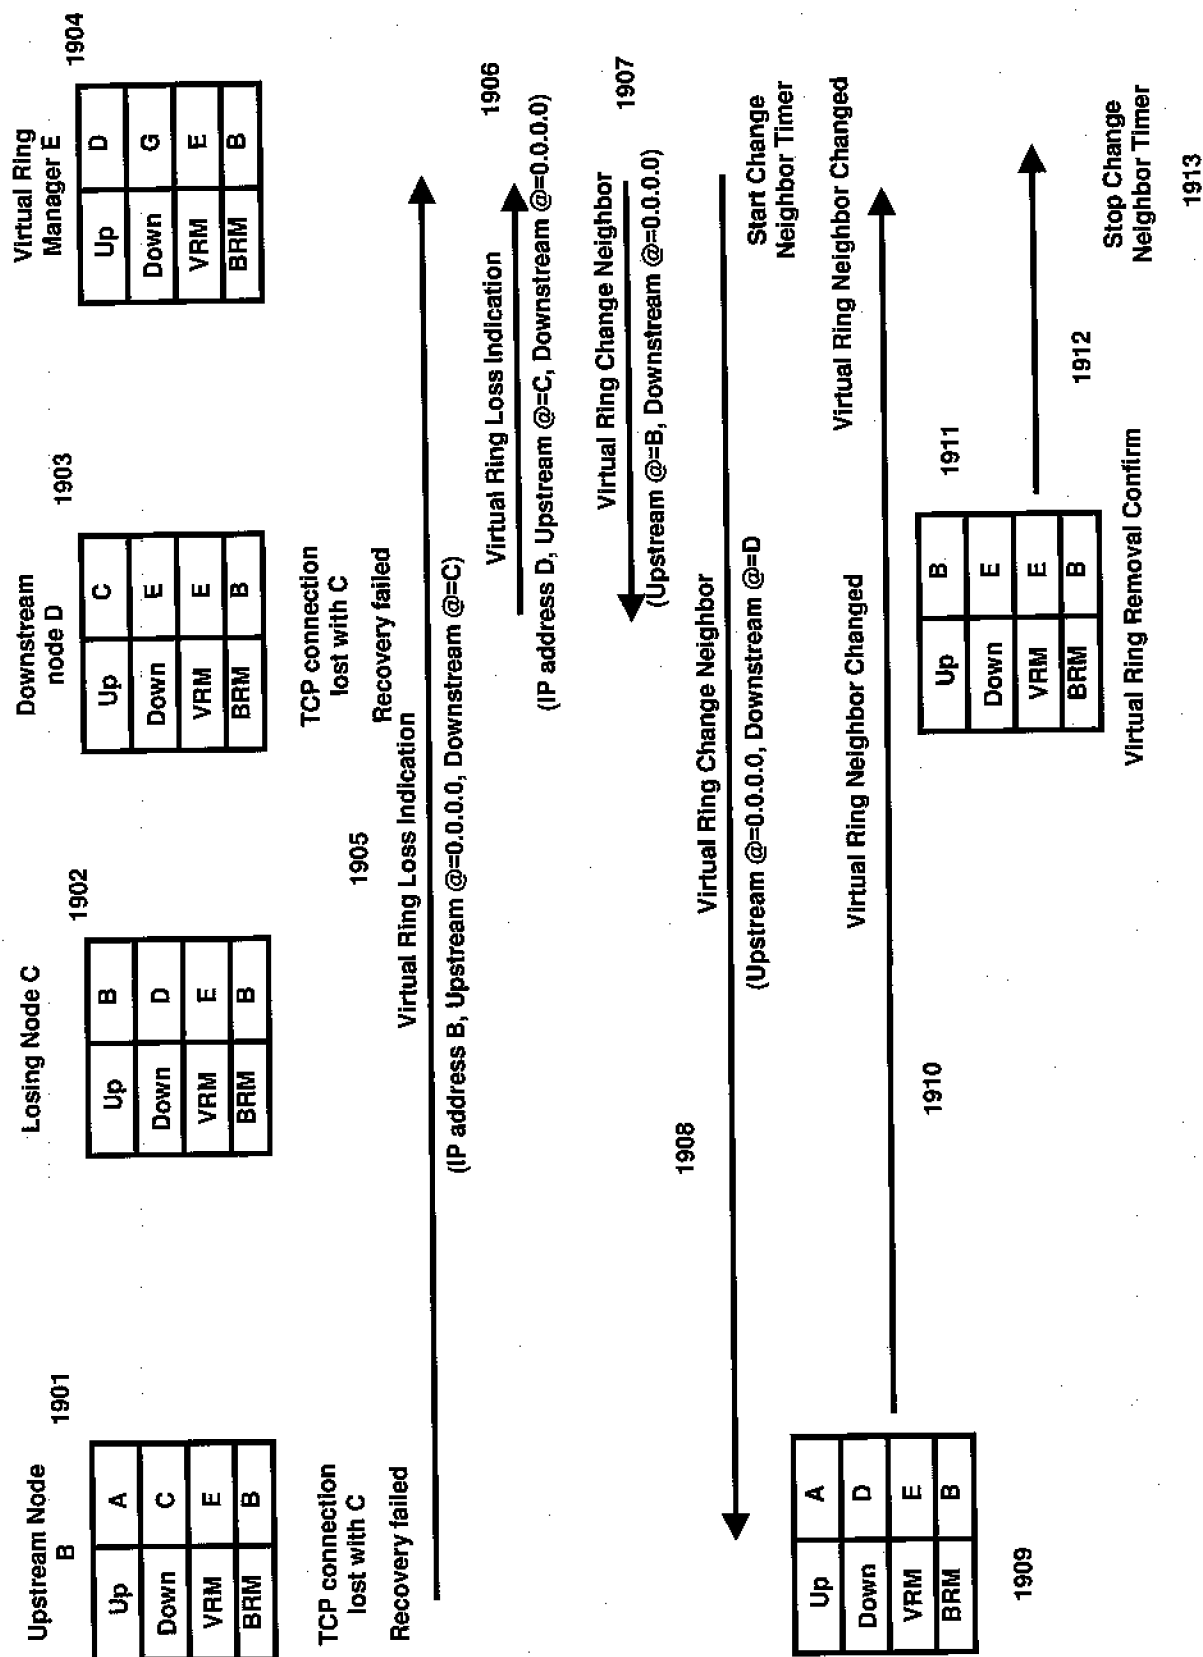 Upstream Node
B
1901
Up A
Down C
VRM E
BRM B
Losing Node C
1902
Up B
Down D
VRM E
BRM B
Downstream
node D
1903
Up C
Down E
VRM E
BRM B
Virtual Ring
Manager E
1904
Up D
Down G
VRM E
BRM B
TCP connection
lost with C
Recovery failed
TCP connection
lost with C
Recovery failed
1905
Virtual Ring Loss Indication
(IP address B, Upstream @=0.0.0.0, Downstream @=C)
Virtual Ring Loss Indication
1906
(IP address D, Upstream @=C, Downstream @=0.0.0.0)
Virtual Ring Change Neighbor
1907
(Upstream @=B, Downstream @=0.0.0.0)
1908
Virtual Ring Change Neighbor
(Upstream @=0.0.0.0, Downstream @=D
Start Change
Neighbor Timer
Up A
Down D
VRM E
BRM B
1909
Virtual Ring Neighbor Changed
Virtual Ring Neighbor Changed
1910
Up B
Down E
VRM E
BRM B
1911
Virtual Ring Removal Confirm
1912
Stop Change
Neighbor Timer
1913